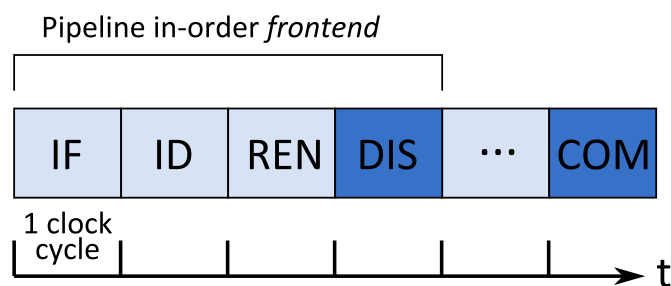 Pipeline in-order frontend
IF ID REN DIS ... COM
1 clock
cycle
t